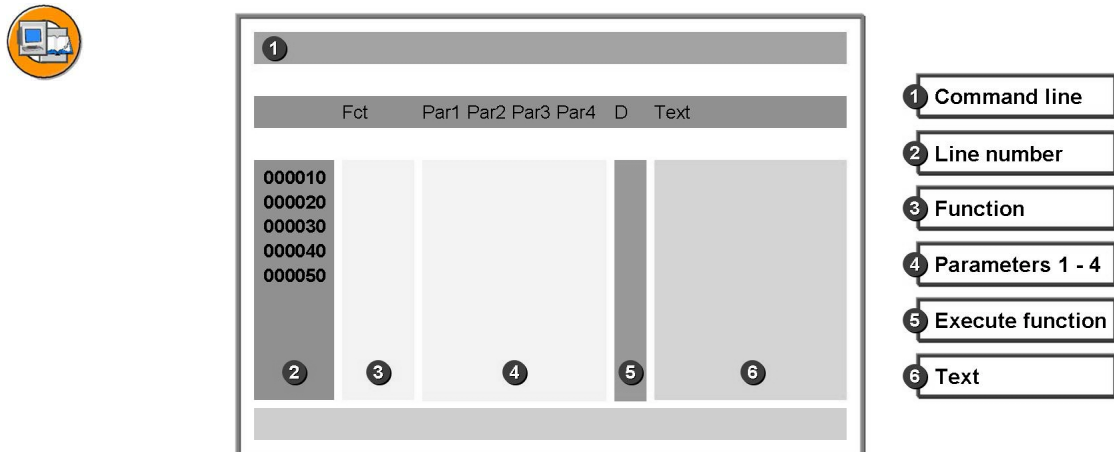 1
Fct Par1 Par2 Par3 Par4 D Text
000010
000020
000030
000040
000050
2 3 4 5 6
1 Command line
2 Line number
3 Function
4 Parameters 1 - 4
5 Execute function
6 Text